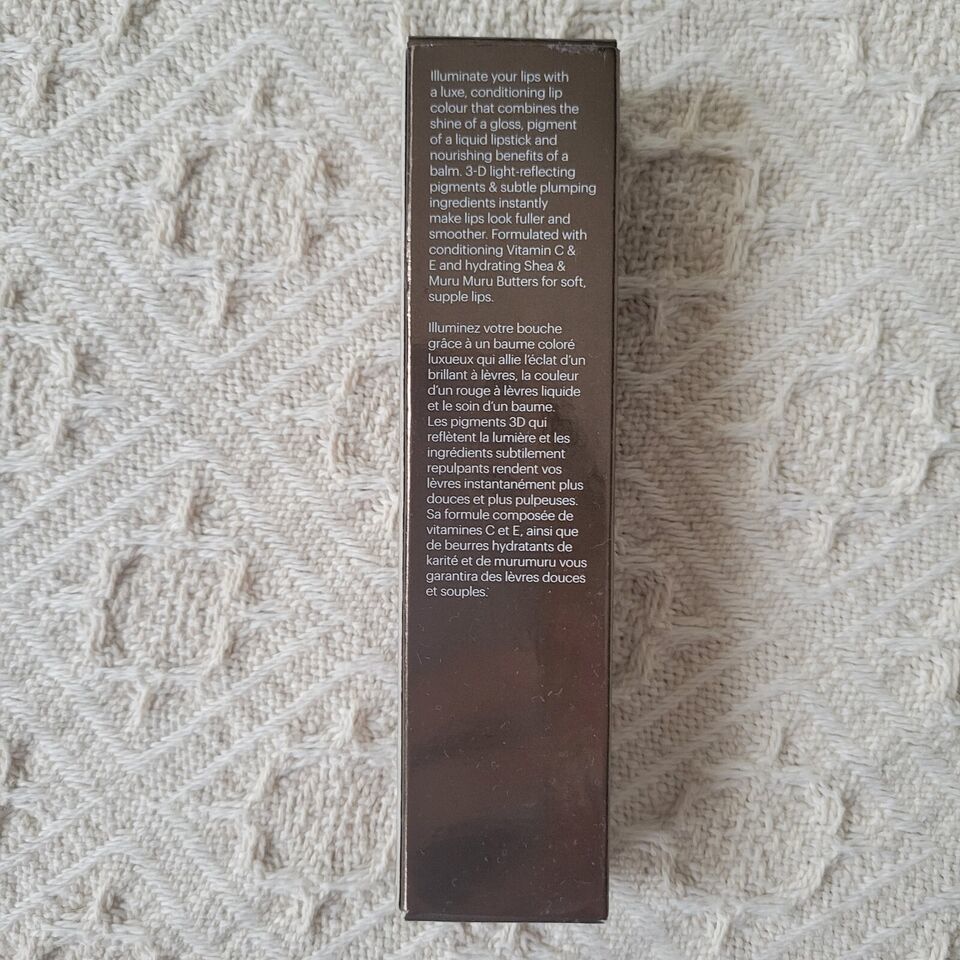 Illuminate your lips with
a luxe, conditioning lip
colour that combines the
shine of a gloss, pigment
of a liquid lipstick and
nourishing benefits of a
balm. 3-D light-reflecting
pigments & subtle plumping
ingredients instantly
make lips look fuller and
smoother. Formulated with
conditioning Vitamin C &
E and hydrating Shea &
Muru Muru Butters for soft,
supple lips.
Illuminez votre bouche
grâce à un baume coloré
luxueux qui allie l'éclat d'un
brillant à lèvres, la couleur
d'un rouge à lèvres liquide
et le soin d'un baume.
Les pigments 3D qui
reflètent la lumière et les
ingrédients subtilement
repulpants rendent vos
lèvres instantanément plus
douces et plus pulpeuses.
Sa formule composée de
vitamines C et E, ainsi que
de beurres hydratants de
karité et de murumuru vous
garantira des lèvres douces
et souples.